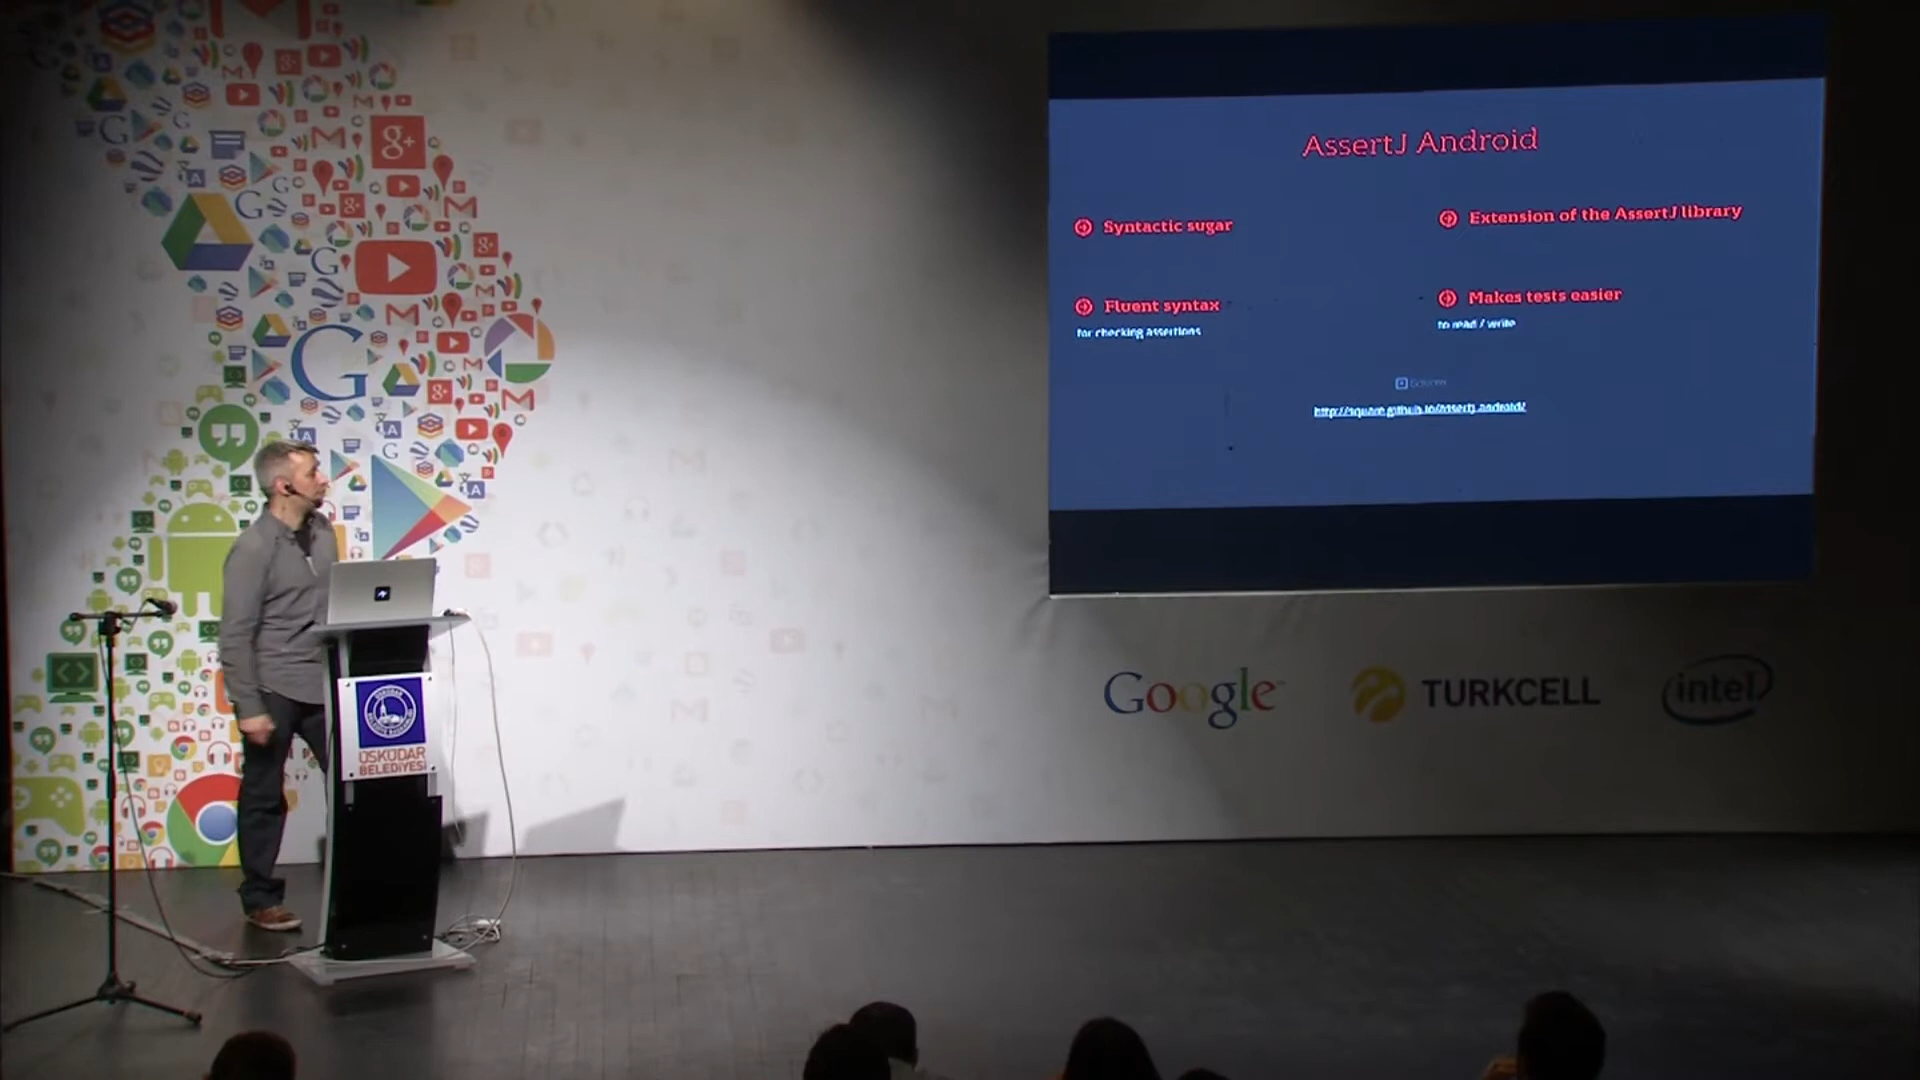 AssertJ Android
Syntactic sugar
Extension of the AssertJ library
Fluent syntax
for checking assertions
Makes tests easier
to read / write
http://square.github.io/assertj-android/
Google
TURKCELL
intel
ÜSKÜDAR
BELEDİYESİ
g+
G